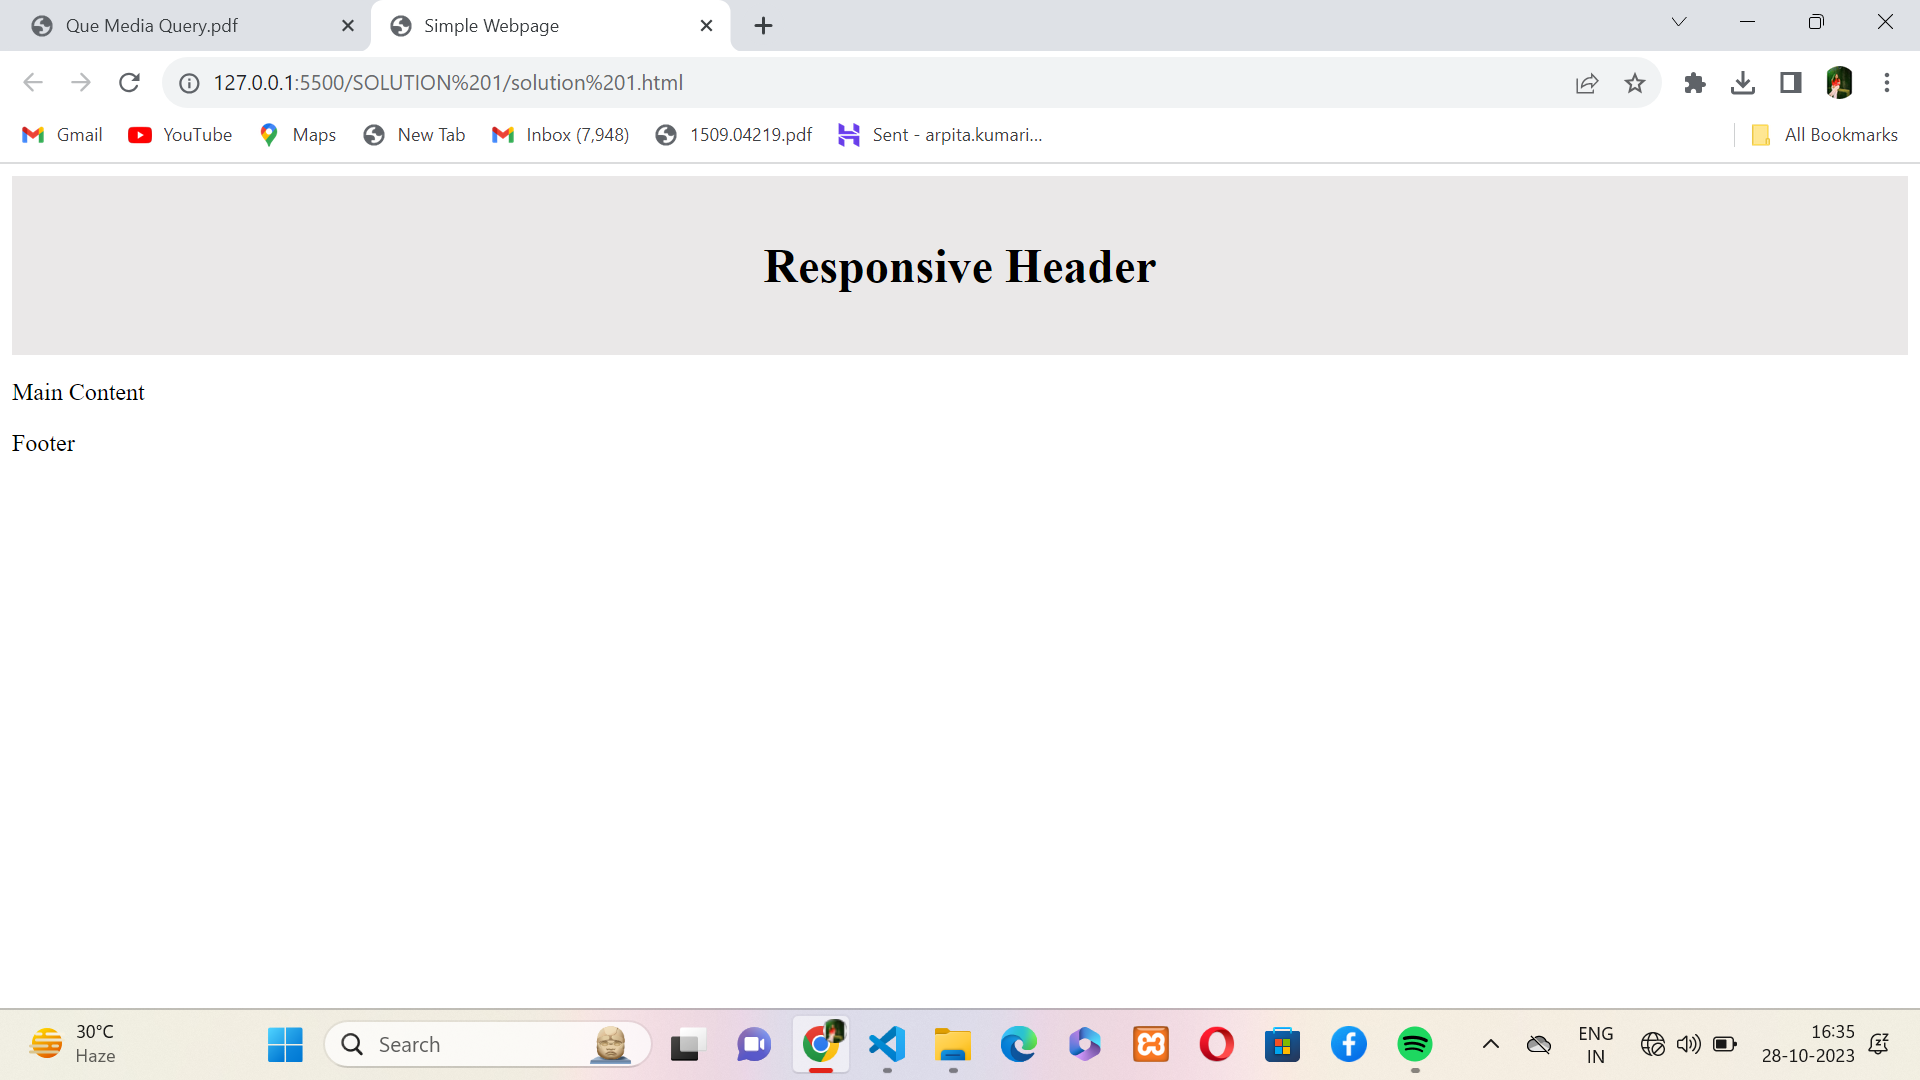 Que Media Query.pdf
Simple Webpage
127.0.0.1:5500/SOLUTION%201/solution%201.html
Gmail
YouTube
Maps
New Tab
Inbox (7,948)
1509.04219.pdf
Sent - arpita.kumari...
All Bookmarks
Responsive Header
Main Content
Footer
30°C
Haze
Search
ENG
IN
16:35
28-10-2023